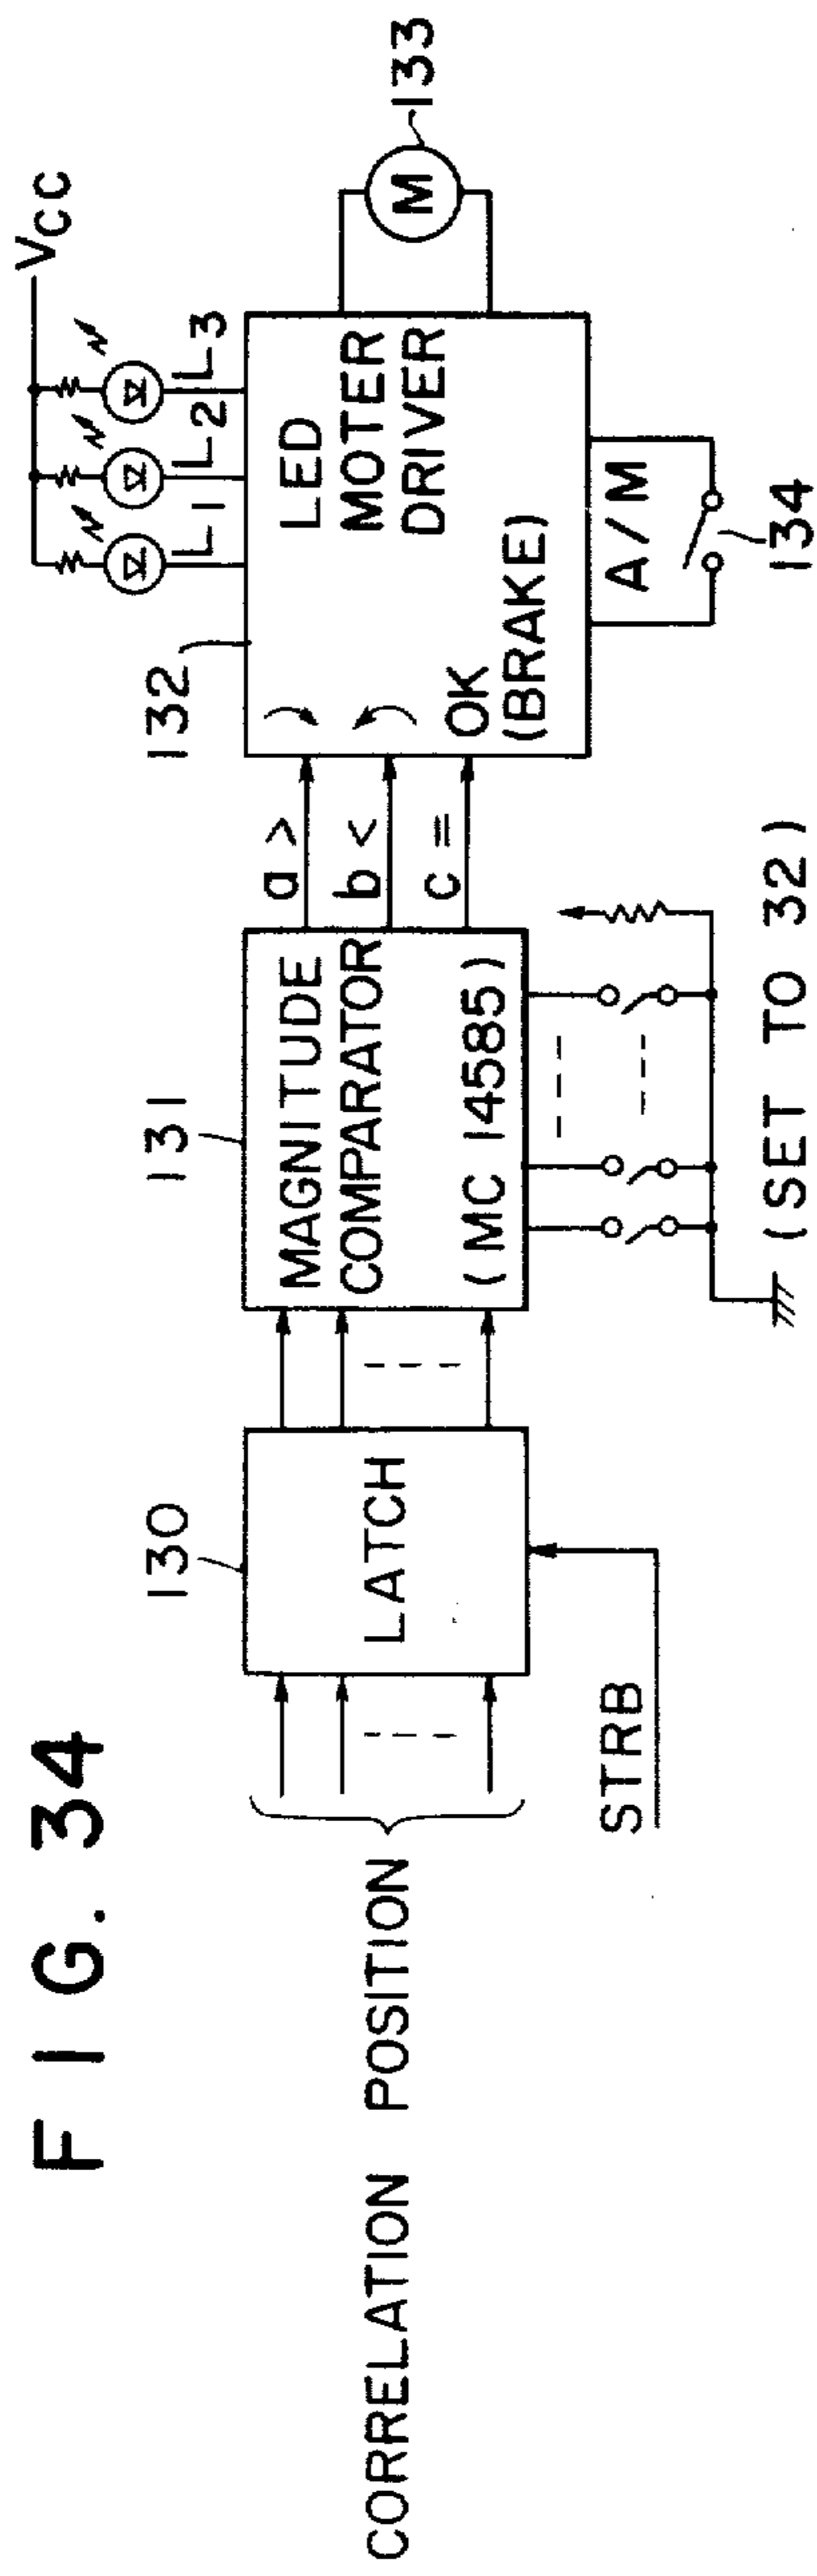 FIG. 34
CORRELATION POSITION
STRB
130
LATCH
131
MAGNITUDE
COMPARATOR
(MC 14585)
(SET TO 32)
a >
b <
c =
132
LED
MOTER
DRIVER
OK
(BRAKE)
L1
L2
L3
VCC
133
M
A/M
134